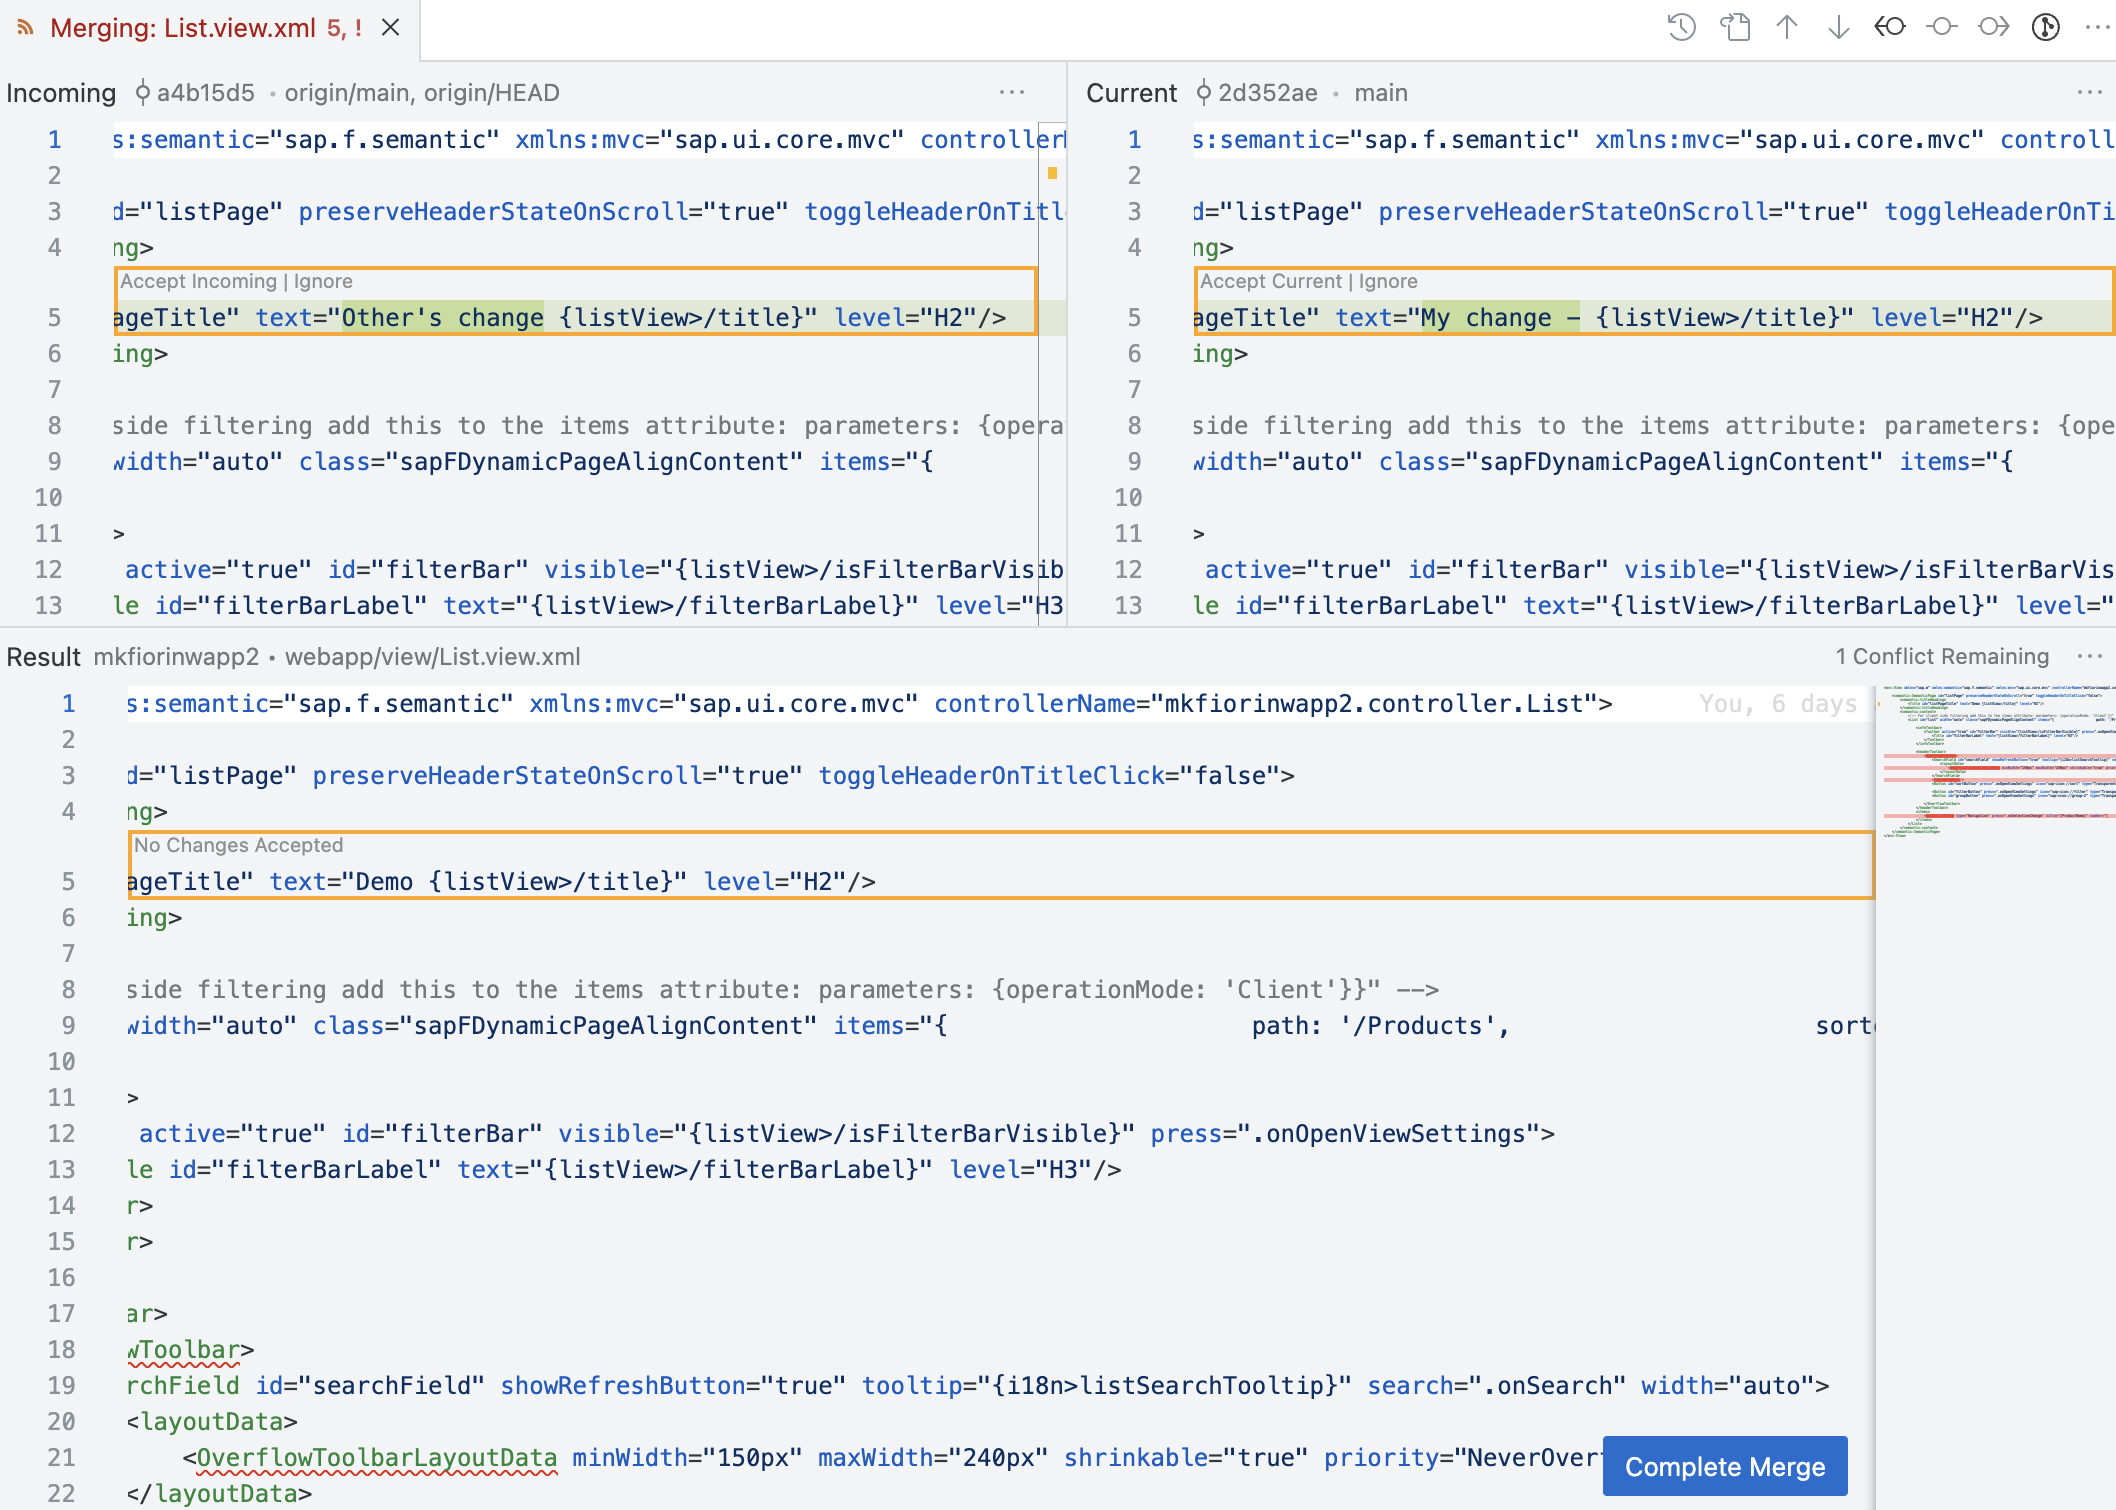 Merging: List.view.xml 5, !
Incoming a4b15d5 • origin/main, origin/HEAD ···
1 s:semantic="sap.f.semantic" xmlns:mvc="sap.ui.core.mvc" controller
2
3 d="listPage" preserveHeaderStateOnScroll="true" toggleHeaderOnTitl
4 ng>
Accept Incoming | Ignore
5 ageTitle" text="Other's change {listView>/title}" level="H2"/>
6 ing>
7
8 side filtering add this to the items attribute: parameters: {opera
9 width="auto" class="sapFDynamicPageAlignContent" items="{
10
11 >
12 active="true" id="filterBar" visible="{listView>/isFilterBarVisib
13 le id="filterBarLabel" text="{listView>/filterBarLabel}" level="H3
Current 2d352ae • main ···
1 s:semantic="sap.f.semantic" xmlns:mvc="sap.ui.core.mvc" controll
2
3 d="listPage" preserveHeaderStateOnScroll="true" toggleHeaderOnTi
4 ng>
Accept Current | Ignore
5 ageTitle" text="My change – {listView>/title}" level="H2"/>
6 ing>
7
8 side filtering add this to the items attribute: parameters: {ope
9 width="auto" class="sapFDynamicPageAlignContent" items="{
10
11 >
12 active="true" id="filterBar" visible="{listView>/isFilterBarVis
13 le id="filterBarLabel" text="{listView>/filterBarLabel}" level="
Result mkfiorinwapp2 • webapp/view/List.view.xml 1 Conflict Remaining ···
1 s:semantic="sap.f.semantic" xmlns:mvc="sap.ui.core.mvc" controllerName="mkfiorinwapp2.controller.List"> You, 6 days
2
3 d="listPage" preserveHeaderStateOnScroll="true" toggleHeaderOnTitleClick="false">
4 ng>
No Changes Accepted
5 ageTitle" text="Demo {listView>/title}" level="H2"/>
6 ing>
7
8 side filtering add this to the items attribute: parameters: {operationMode: 'Client'}}" -->
9 width="auto" class="sapFDynamicPageAlignContent" items="{ path: '/Products', sort
10
11 >
12 active="true" id="filterBar" visible="{listView>/isFilterBarVisible}" press=".onOpenViewSettings">
13 le id="filterBarLabel" text="{listView>/filterBarLabel}" level="H3"/>
14 r>
15 r>
16
17 ar>
18 wToolbar>
19 rchField id="searchField" showRefreshButton="true" tooltip="{i18n>listSearchTooltip}" search=".onSearch" width="auto">
20 <layoutData>
21 <OverflowToolbarLayoutData minWidth="150px" maxWidth="240px" shrinkable="true" priority="NeverOver
22 </layoutData>
Complete Merge